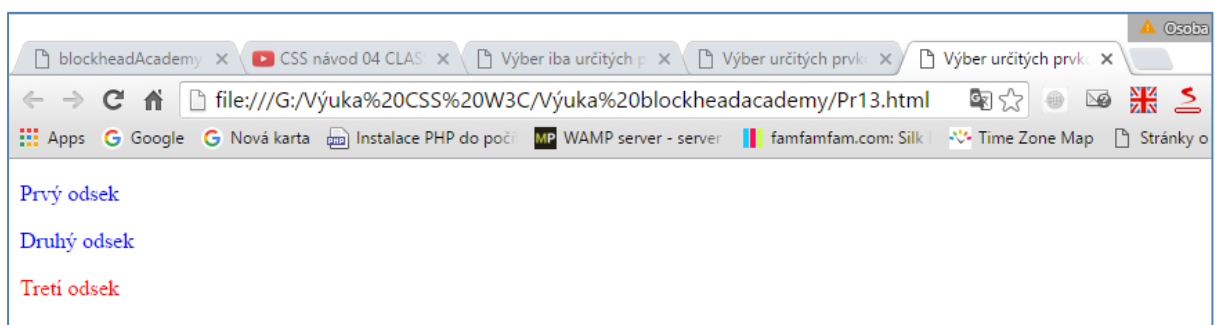 Osoba
blockheadAcademy CSS návod 04 CLAS Výber iba určitých p Výber určitých prvk Výber určitých prvk
file:///G:/Výuka%20CSS%20W3C/Výuka%20blockheadacademy/Pr13.html
Apps Google Nová karta Instalace PHP do počí WAMP server - server famfamfam.com: Silk Time Zone Map Stránky o
Prvý odsek
Druhý odsek
Tretí odsek